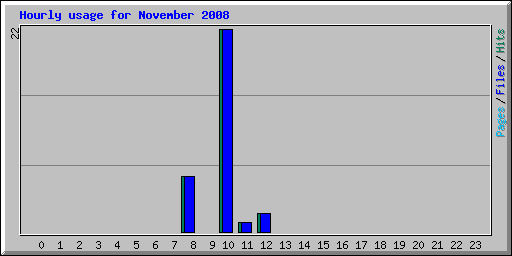 Hourly usage for November 2008
22
Pages/Files/Hits
0 1 2 3 4 5 6 7 8 9 10 11 12 13 14 15 16 17 18 19 20 21 22 23